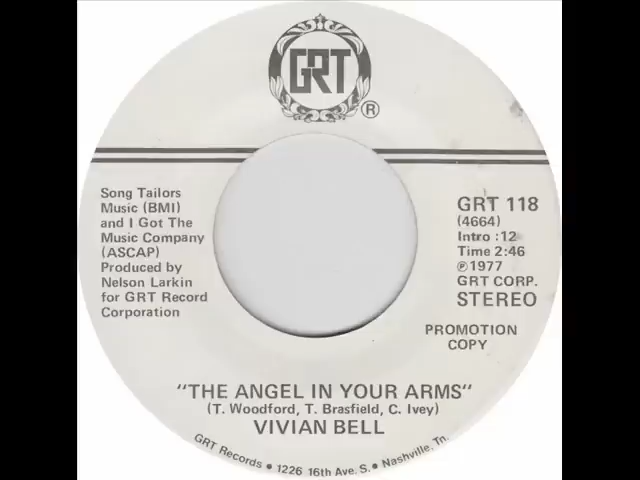 GRT
®
Song Tailors
Music (BMI)
and I Got The
Music Company
(ASCAP)
Produced by
Nelson Larkin
for GRT Record
Corporation
GRT 118
(4664)
Intro :12
Time 2:46
℗1977
GRT CORP.
STEREO
PROMOTION
COPY
"THE ANGEL IN YOUR ARMS"
(T. Woodford, T. Brasfield, C. Ivey)
VIVIAN BELL
GRT Records • 1226 16th Ave. S. • Nashville, Tn.